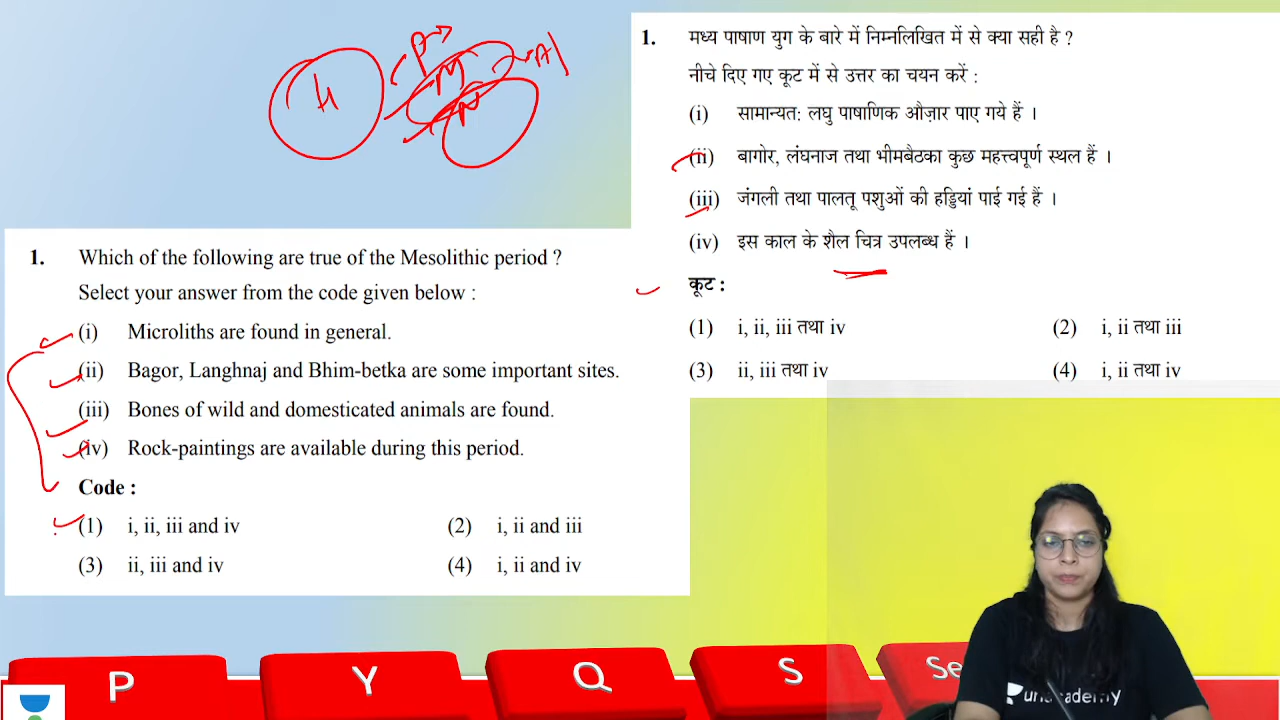 H
P
M
N
1. मध्य पाषाण युग के बारे में निम्नलिखित में से क्या सही है ?
नीचे दिए गए कूट में से उत्तर का चयन करें :
(i) सामान्यत: लघु पाषाणिक औज़ार पाए गये हैं ।
(ii) बागोर, लंघनाज तथा भीमबैठका कुछ महत्त्वपूर्ण स्थल हैं ।
(iii) जंगली तथा पालतू पशुओं की हड्डियां पाई गई हैं ।
(iv) इस काल के शैल चित्र उपलब्ध हैं ।
कूट :
(1) i, ii, iii तथा iv (2) i, ii तथा iii
(3) ii, iii तथा iv (4) i, ii तथा iv
1. Which of the following are true of the Mesolithic period ?
Select your answer from the code given below :
(i) Microliths are found in general.
(ii) Bagor, Langhnaj and Bhim-betka are some important sites.
(iii) Bones of wild and domesticated animals are found.
(iv) Rock-paintings are available during this period.
Code :
(1) i, ii, iii and iv (2) i, ii and iii
(3) ii, iii and iv (4) i, ii and iv
P Y Q S Se
unacademy